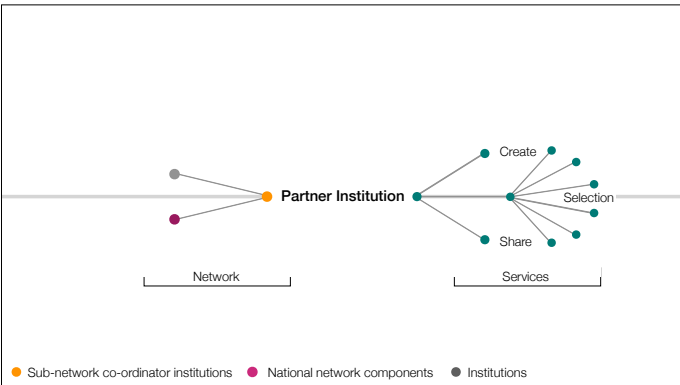 Create
Partner Institution
Selection
Share
Network
Services
Sub-network co-ordinator institutions
National network components
Institutions